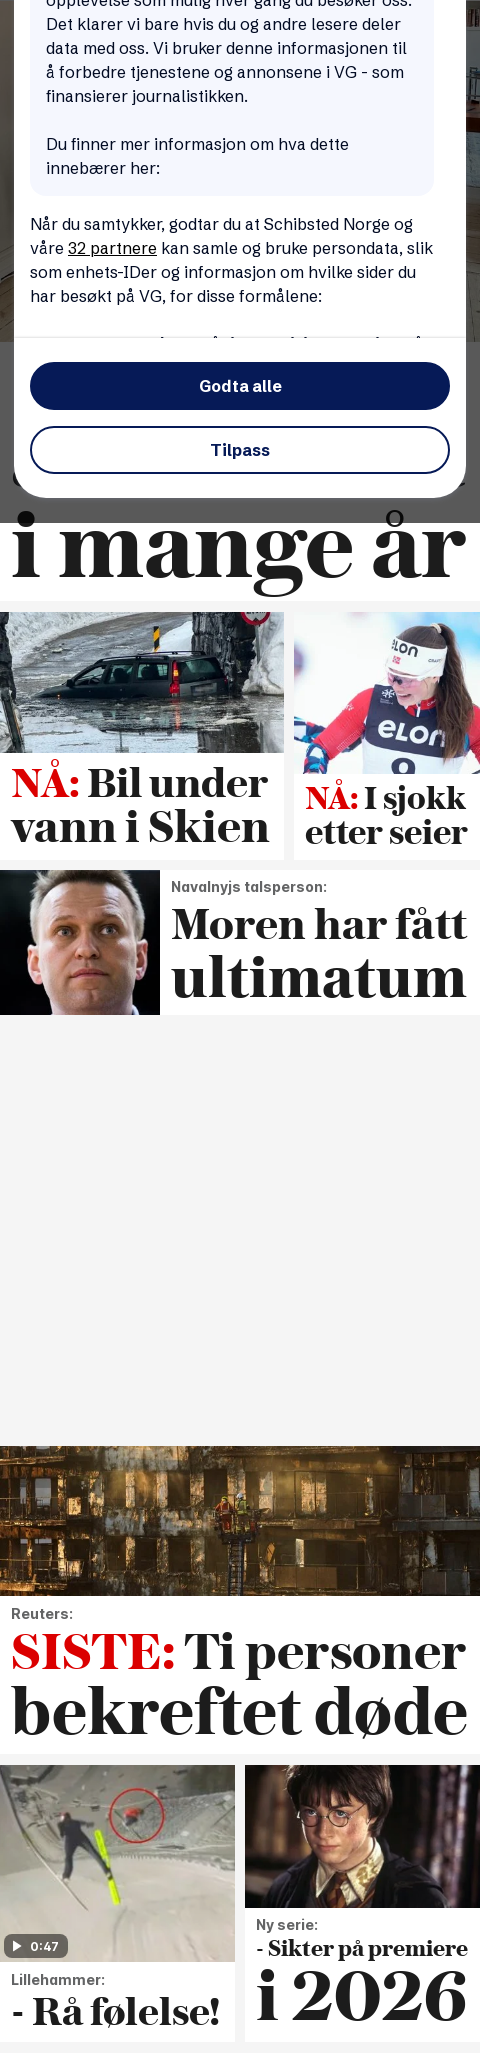 opplevelse som mulig hver gang du besøker oss.
Det klarer vi bare hvis du og andre lesere deler
data med oss. Vi bruker denne informasjonen til
å forbedre tjenestene og annonsene i VG - som
finansierer journalistikken.
Du finner mer informasjon om hva dette
innebærer her:
Når du samtykker, godtar du at Schibsted Norge og
våre 32 partnere kan samle og bruke persondata, slik
som enhets-IDer og informasjon om hvilke sider du
har besøkt på VG, for disse formålene:
Godta alle
Tilpass
i mange år
elon
NÅ: Bil under
vann i Skien
elon
NÅ: I sjokk
etter seier
Navalnyjs talsperson:
Moren har fått
ultimatum
Reuters:
SISTE: Ti personer
bekreftet døde
0:47
Lillehammer:
- Rå følelse!
Ny serie:
- Sikter på premiere
i 2026